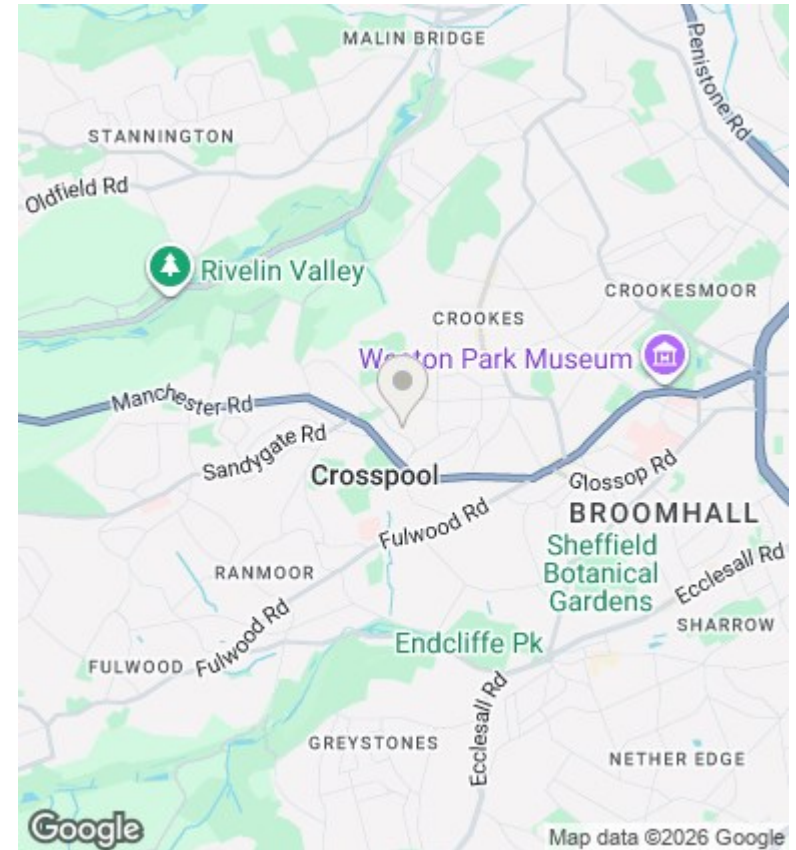 MALIN BRIDGE
Penistone Rd
STANNINGTON
Oldfield Rd
Rivelin Valley
CROOKESMOOR
CROOKES
Park Museum
Manchester Rd
Sandygate Rd
Crosspool
Glossop Rd
Fulwood Rd
BROOMHALL
Sheffield
Botanical
Gardens
Ecclesall Rd
RANMOOR
Fulwood Rd
SHARROW
Endcliffe Pk
FULWOOD
Ecclesall Rd
GREYSTONES
NETHER EDGE
Google
Map data ©2026 Google